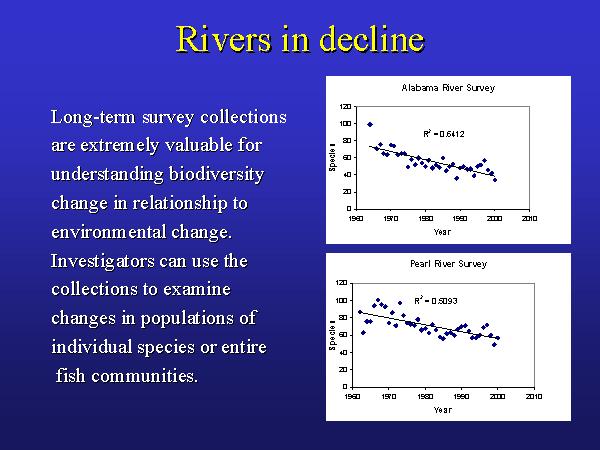 Rivers in decline
Long-term survey collections
are extremely valuable for
understanding biodiversity
change in relationship to
environmental change.
Investigators can use the
collections to examine
changes in populations of
individual species or entire
fish communities.
Alabama River Survey
120
100
80
60
40
20
0
Species
R² = 0.6412
1960 1970 1980 1990 2000 2010
Year
Pearl River Survey
120
100
80
60
40
20
0
Species
R² = 0.5093
1960 1970 1980 1990 2000 2010
Year